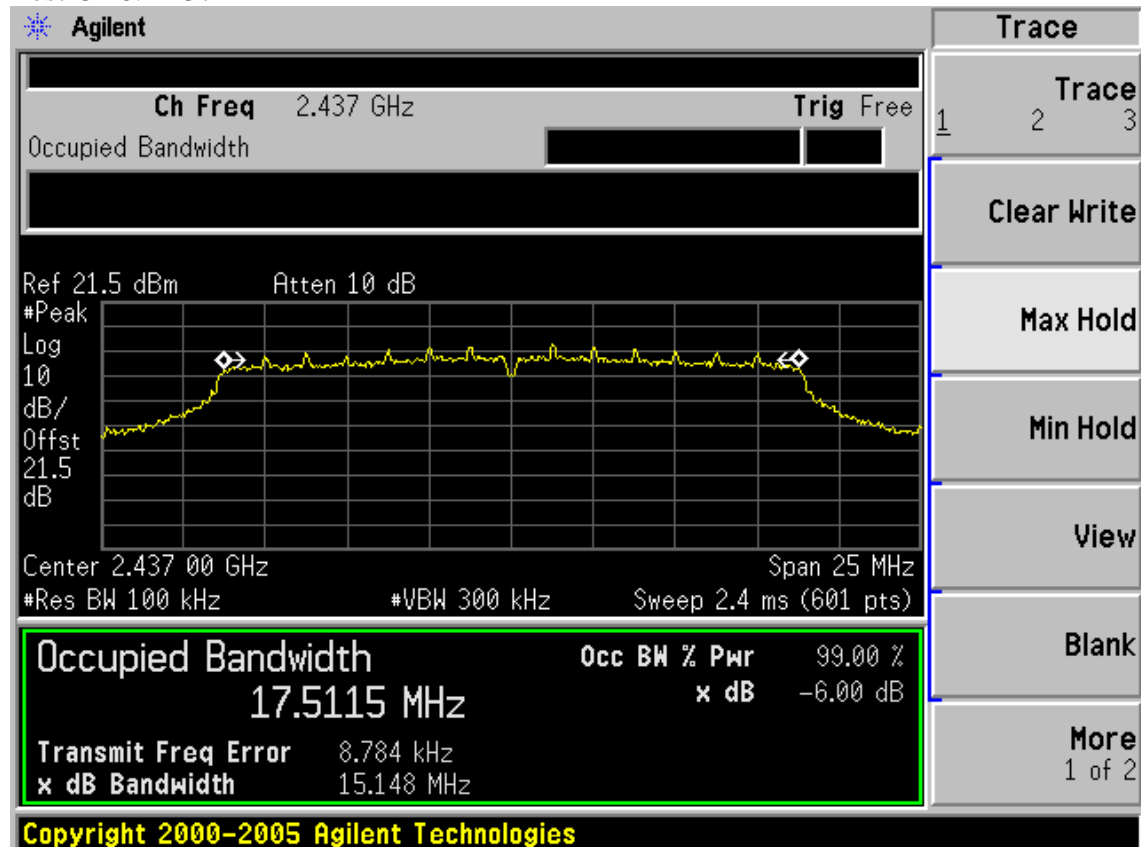 Agilent
Trace
Ch Freq 2.437 GHz Trig Free
Occupied Bandwidth
Ref 21.5 dBm Atten 10 dB
#Peak
Log
10
dB/
Offst
21.5
dB
Center 2.437 00 GHz Span 25 MHz
#Res BW 100 kHz #VBW 300 kHz Sweep 2.4 ms (601 pts)
Occupied Bandwidth
17.5115 MHz
Occ BW % Pwr 99.00 %
x dB -6.00 dB
Transmit Freq Error 8.784 kHz
x dB Bandwidth 15.148 MHz
Trace
1 2 3
Clear Write
Max Hold
Min Hold
View
Blank
More
1 of 2
Copyright 2000-2005 Agilent Technologies